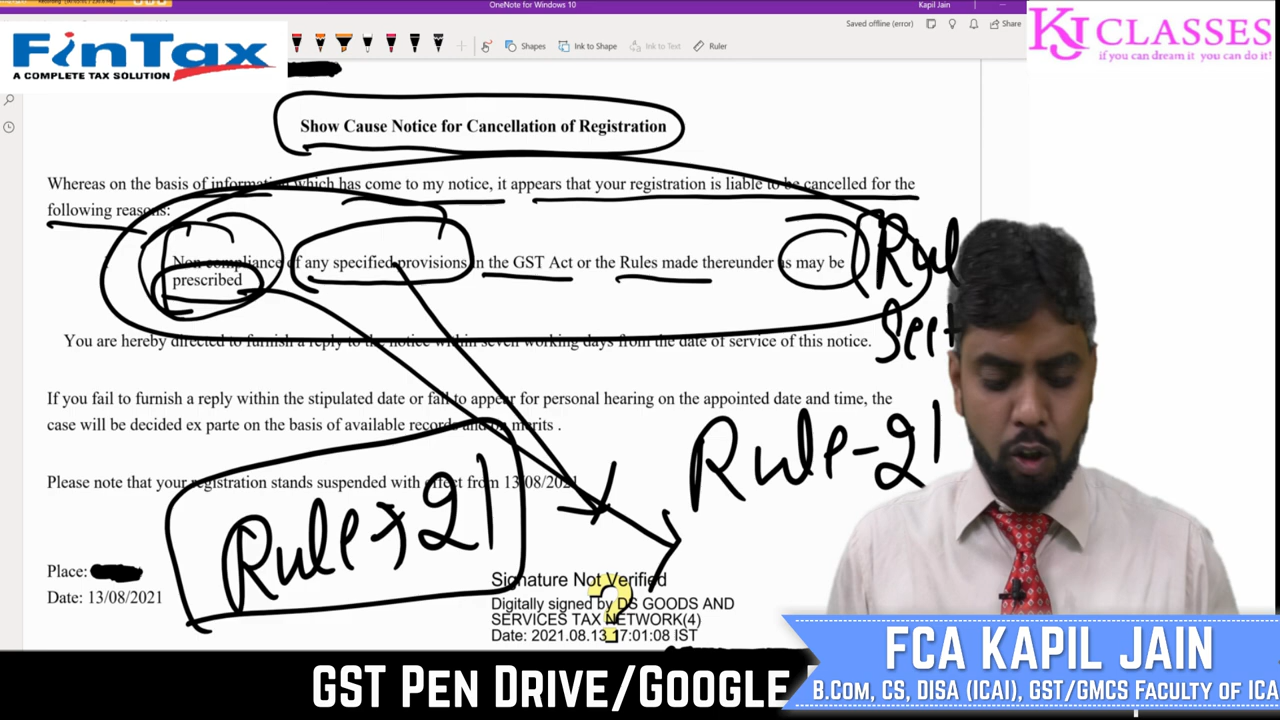 OneNote for Windows 10
Kapil Jain
Saved offline (error)
Share
Shapes
Ink to Shape
Ink to Text
Ruler
FinTax
A COMPLETE TAX SOLUTION
KJ CLASSES
if you can dream it you can do it!
Show Cause Notice for Cancellation of Registration
Whereas on the basis of information which has come to my notice, it appears that your registration is liable to be cancelled for the
following reasons:
Non compliance of any specified provisions in the GST Act or the Rules made thereunder as may be
prescribed
Rul
Sect
You are hereby directed to furnish a reply to the notice within seven working days from the date of service of this notice.
If you fail to furnish a reply within the stipulated date or fail to appear for personal hearing on the appointed date and time, the
case will be decided ex parte on the basis of available records and on merits .
Rule-21
Please note that your registration stands suspended with effect from 13/08/2021
Rule 21
Place:
Date: 13/08/2021
Signature Not Verified
?
Digitally signed by DS GOODS AND
SERVICES TAX NETWORK(4)
Date: 2021.08.13 17:01:08 IST
FCA KAPIL JAIN
B.Com, CS, DISA (ICAI), GST/GMCS Faculty of ICA
GST Pen Drive/Google